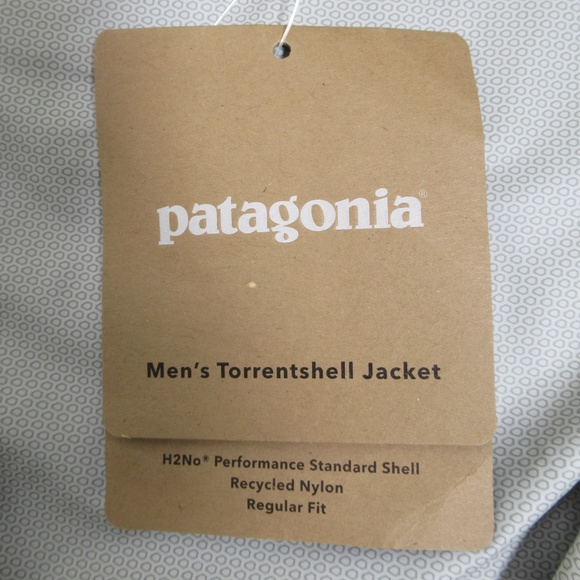 patagonia®
Men's Torrentshell Jacket
H2No® Performance Standard Shell
Recycled Nylon
Regular Fit